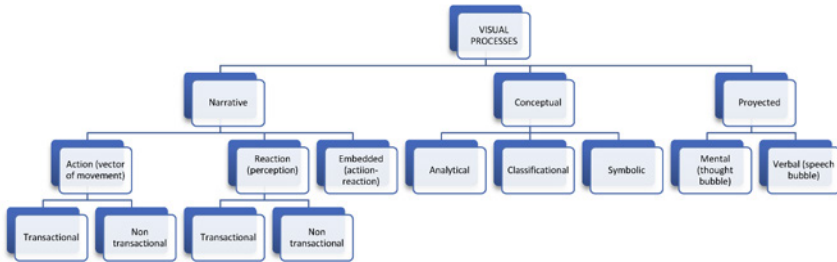 VISUAL
PROCESSES
Narrative
Conceptual
Proyected
Action (vector
of movement)
Reaction
(perception)
Embedded
(actiion-
reaction)
Analytical
Classificational
Symbolic
Mental
(thought
bubble)
Verbal (speech
bubble)
Transactional
Non
transactional
Transactional
Non
transactional